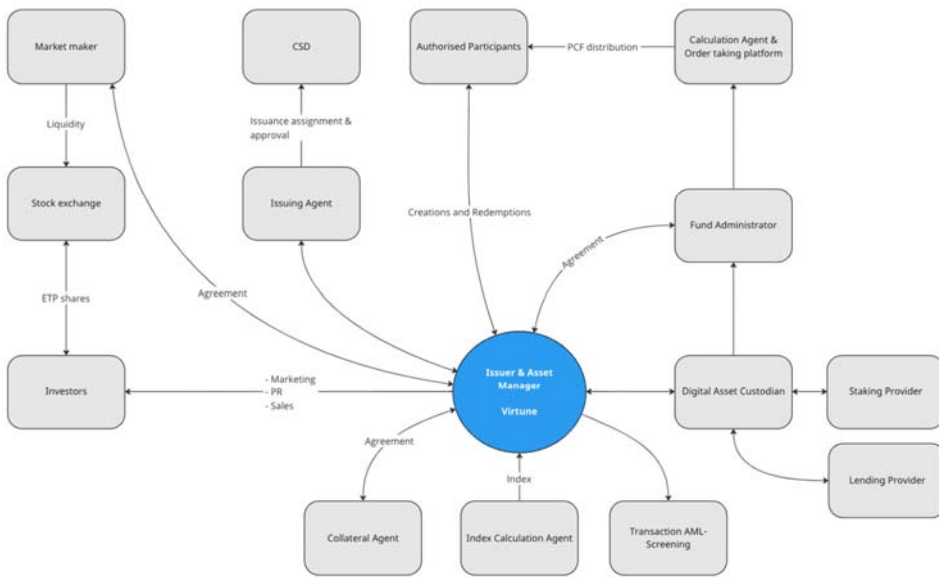 Market maker
CSD
Authorised Participants
PCF distribution
Calculation Agent &
Order taking platform
Liquidity
Issuance assignment &
approval
Stock exchange
Issuing Agent
Creations and Redemptions
Fund Administrator
Agreement
ETP shares
Agreement
Investors
- Marketing
- PR
- Sales
Issuer & Asset
Manager
Virtune
Digital Asset Custodian
Staking Provider
Agreement
Index
Lending Provider
Collateral Agent
Index Calculation Agent
Transaction AML-
Screening